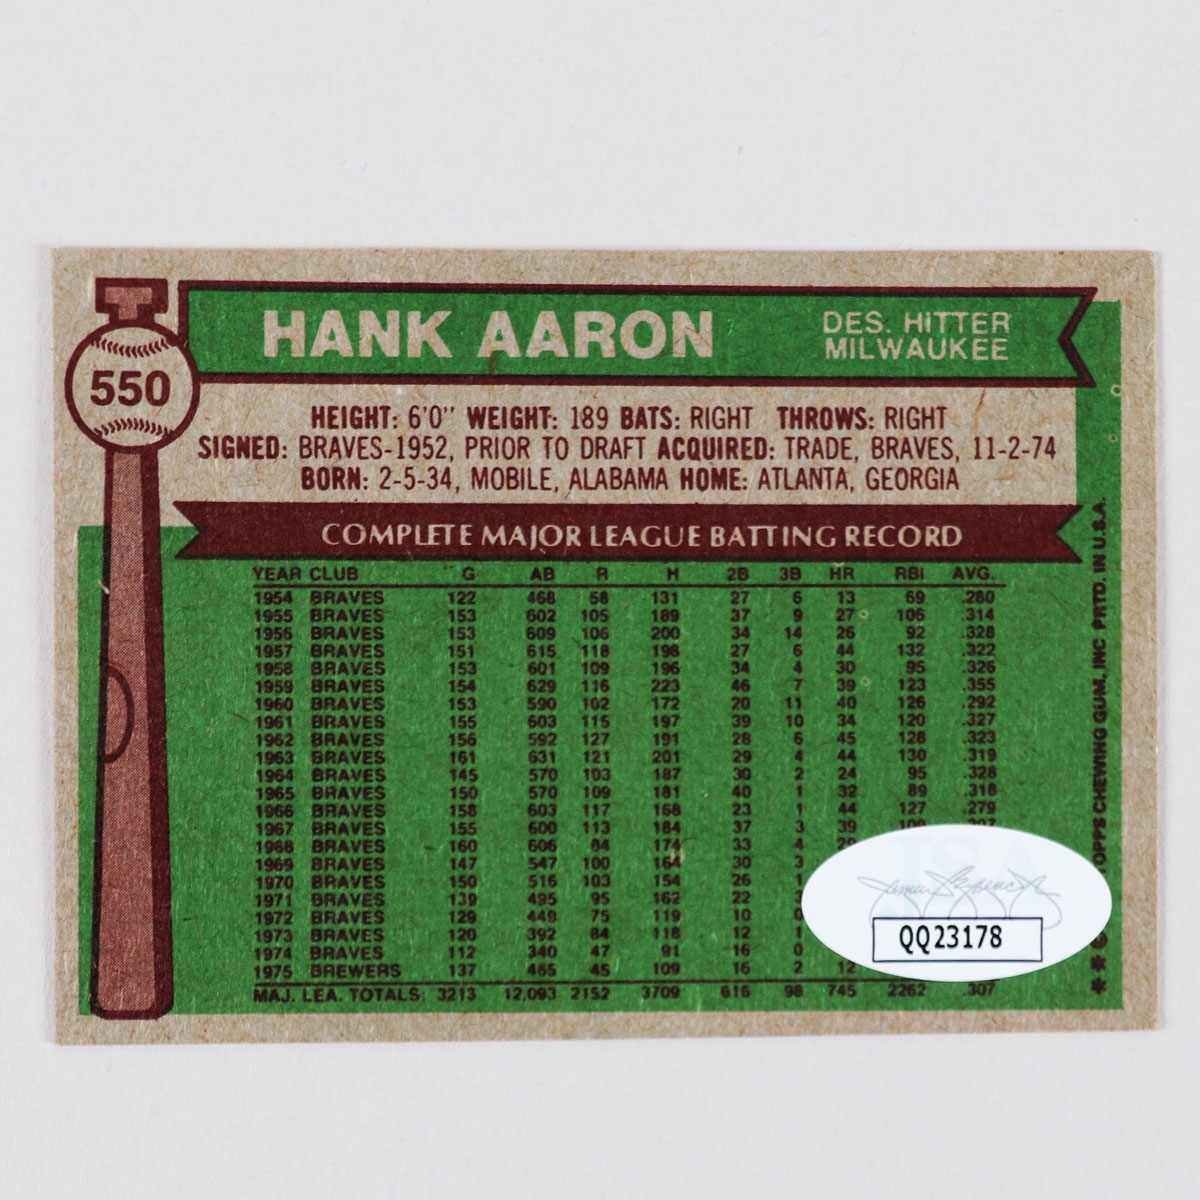 HANK AARON
DES. HITTER
MILWAUKEE
550
HEIGHT: 6'0" WEIGHT: 189 BATS: RIGHT THROWS: RIGHT
SIGNED: BRAVES-1952, PRIOR TO DRAFT ACQUIRED: TRADE, BRAVES, 11-2-74
BORN: 2-5-34, MOBILE, ALABAMA HOME: ATLANTA, GEORGIA
COMPLETE MAJOR LEAGUE BATTING RECORD
YEAR CLUB G AB R H 2B 3B HR RBI AVG.
1954 BRAVES 122 468 58 131 27 6 13 69 .280
1955 BRAVES 153 602 105 189 37 9 27 106 .314
1956 BRAVES 153 609 106 200 34 14 26 92 .328
1957 BRAVES 151 615 118 198 27 6 44 132 .322
1958 BRAVES 153 601 109 196 34 4 30 95 .326
1959 BRAVES 154 629 116 223 46 7 39 123 .355
1960 BRAVES 153 590 102 172 20 11 40 126 .292
1961 BRAVES 155 603 115 197 39 10 34 120 .327
1962 BRAVES 156 592 127 191 28 6 45 128 .323
1963 BRAVES 161 631 121 201 29 4 44 130 .319
1964 BRAVES 145 570 103 187 30 2 24 95 .328
1965 BRAVES 150 570 109 181 40 1 32 89 .318
1966 BRAVES 158 603 117 168 23 1 44 127 .279
1967 BRAVES 155 600 113 184 37 3 39 109 .307
1968 BRAVES 160 606 84 174 33 4 29
1969 BRAVES 147 547 100 164 30 3
1970 BRAVES 150 516 103 154 26 1
1971 BRAVES 139 495 95 162 22 3
1972 BRAVES 129 449 75 119 10 0
1973 BRAVES 120 392 84 118 12 1
1974 BRAVES 112 340 47 91 16 0
1975 BREWERS 137 465 45 109 16 2 12
MAJ. LEA. TOTALS: 3213 12,093 2152 3709 616 98 745 2262 .307
TOPPS CHEWING GUM, INC PRTD. IN U.S.A.
JSA
QQ23178